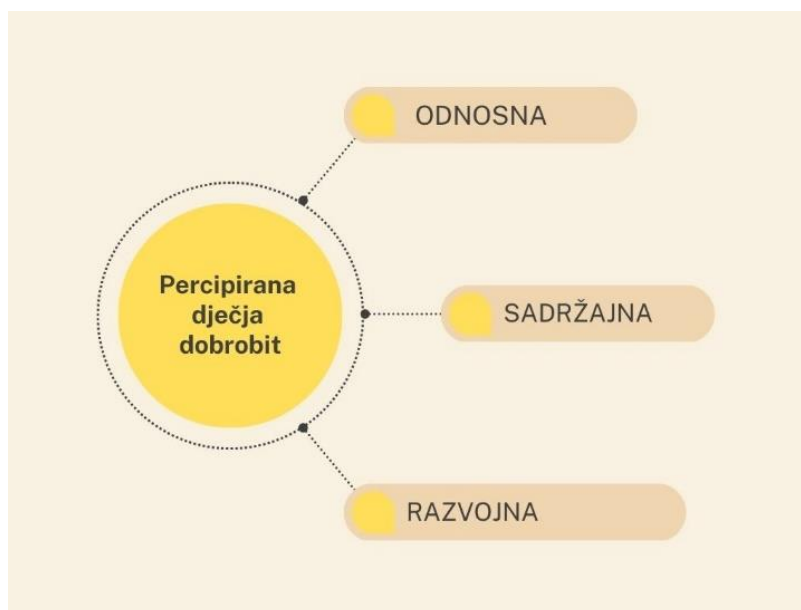 ODNOSNA
Percipirana
dječja
dobrobit
SADRŽAJNA
RAZVOJNA